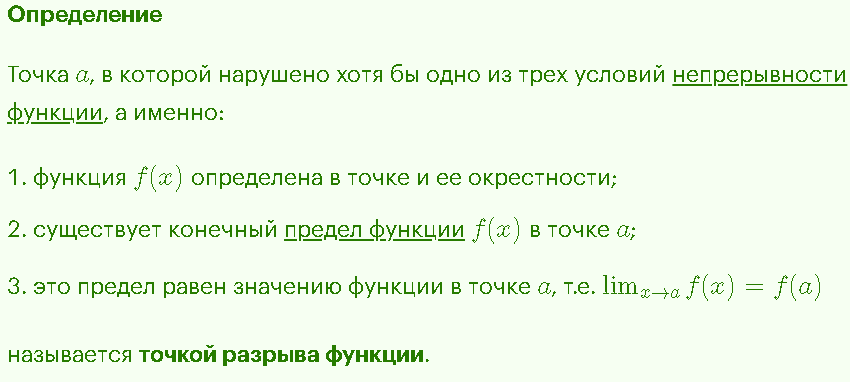 Определение
Точка a, в которой нарушено хотя бы одно из трех условий непрерывности
функции, а именно:
1. функция f(x) определена в точке и ее окрестности;
2. существует конечный предел функции f(x) в точке a;
3. это предел равен значению функции в точке a, т.е. lim_{x→a} f(x) = f(a)
называется точкой разрыва функции.